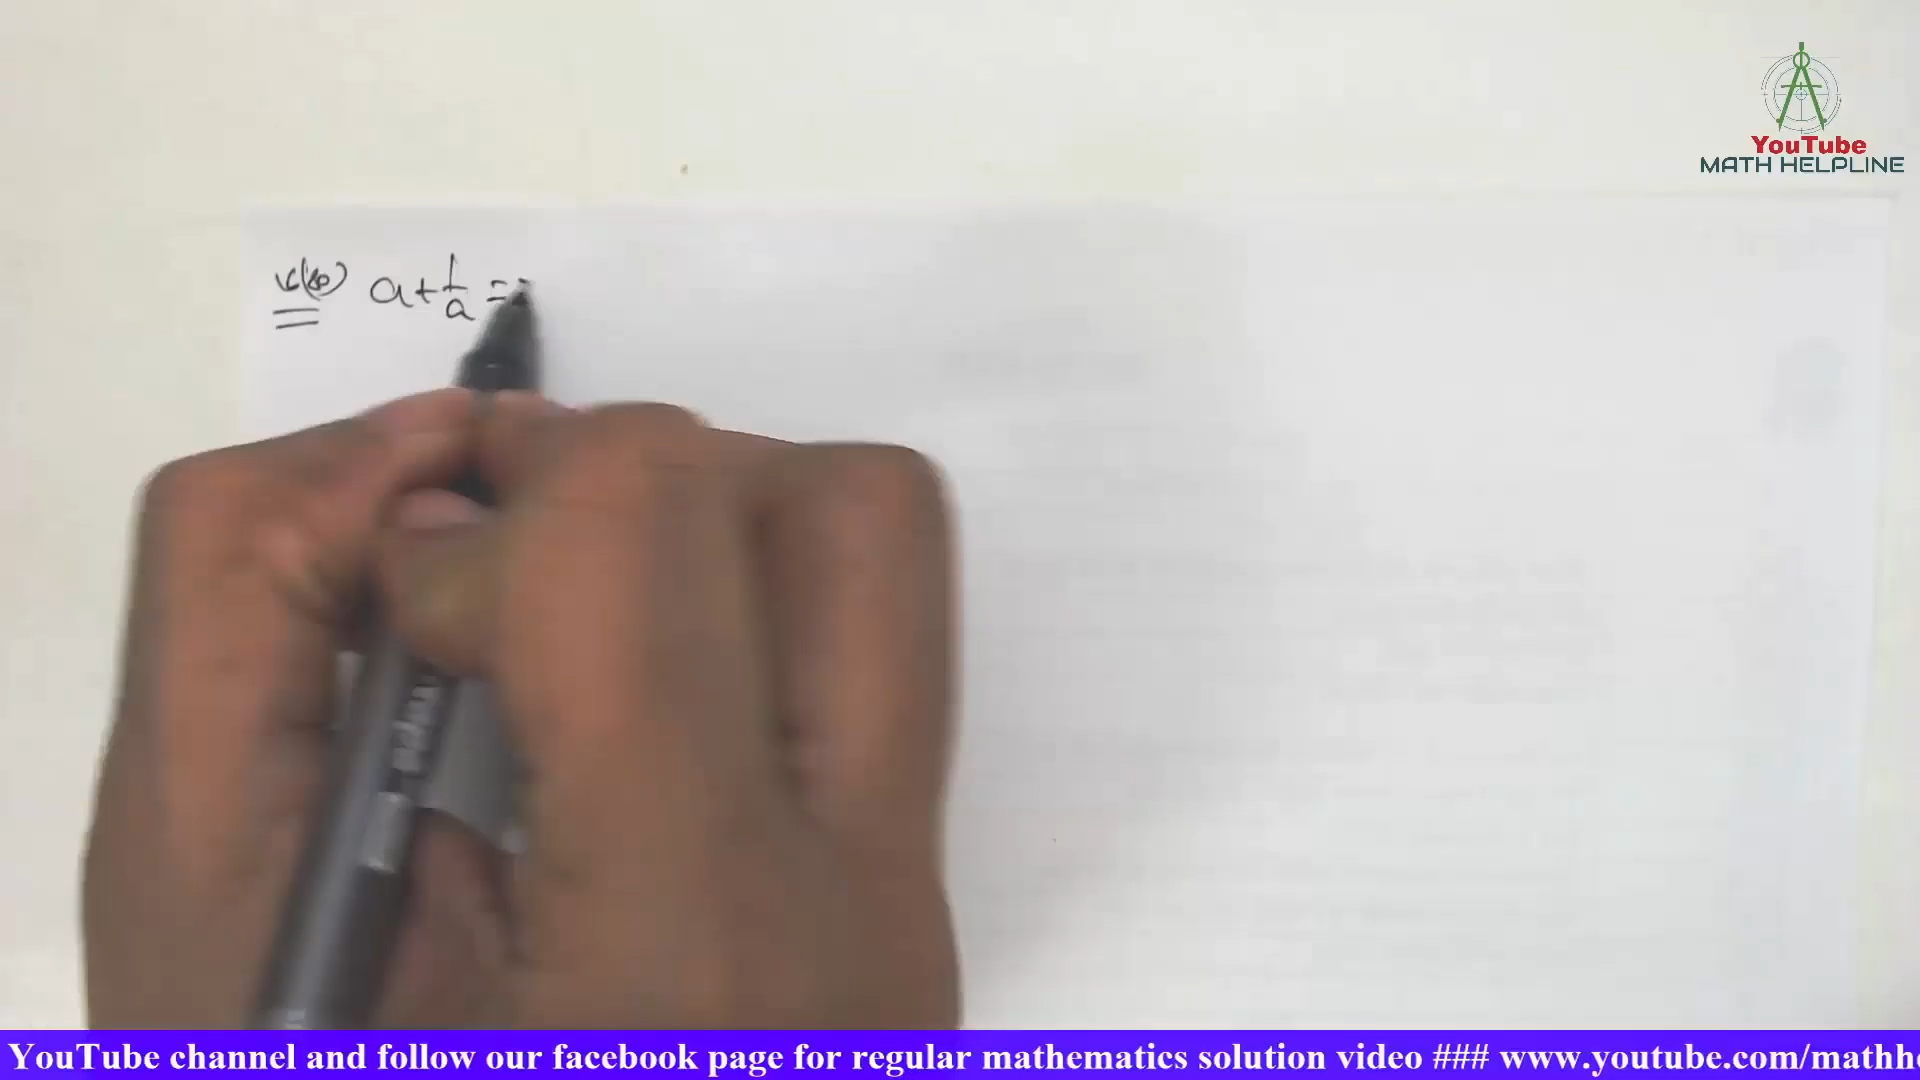 a + 1/a =
YouTube
MATH HELPLINE
YouTube channel and follow our facebook page for regular mathematics solution video ### www.youtube.com/mathhe